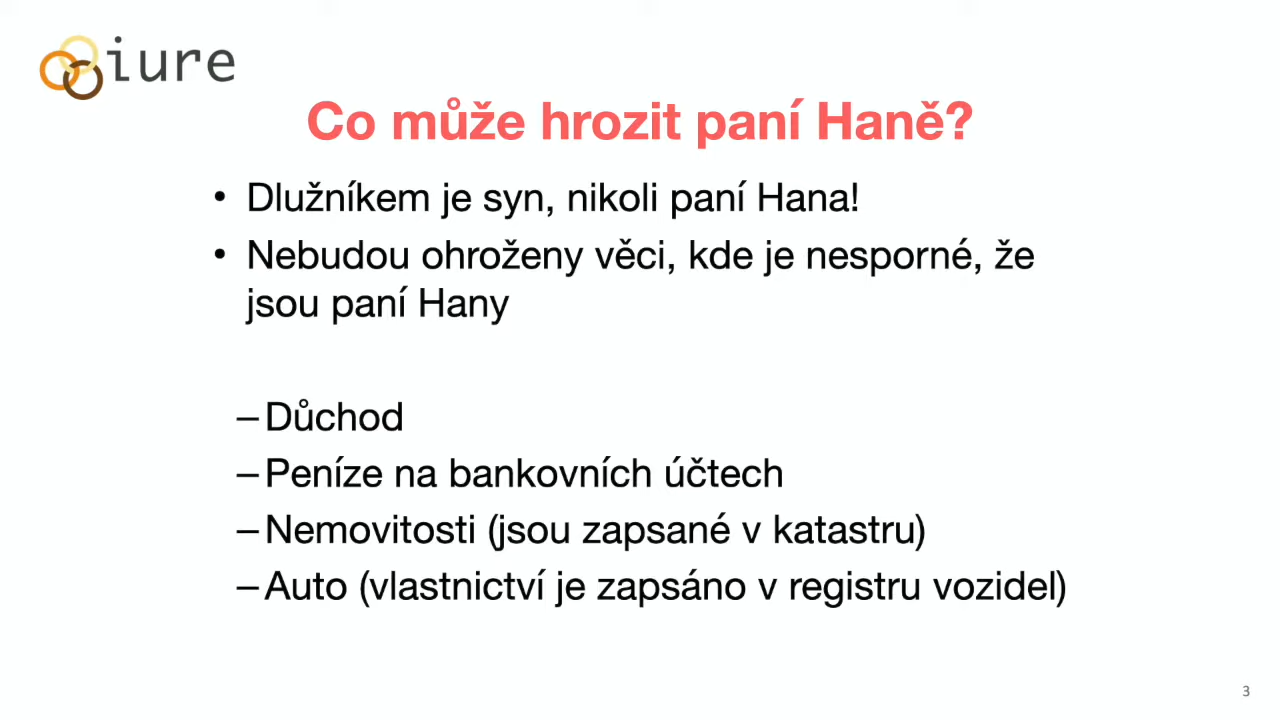 iure
Co může hrozit paní Haně?
• Dlužníkem je syn, nikoli paní Hana!
• Nebudou ohroženy věci, kde je nesporné, že
jsou paní Hany
– Důchod
– Peníze na bankovních účtech
– Nemovitosti (jsou zapsané v katastru)
– Auto (vlastnictví je zapsáno v registru vozidel)
3